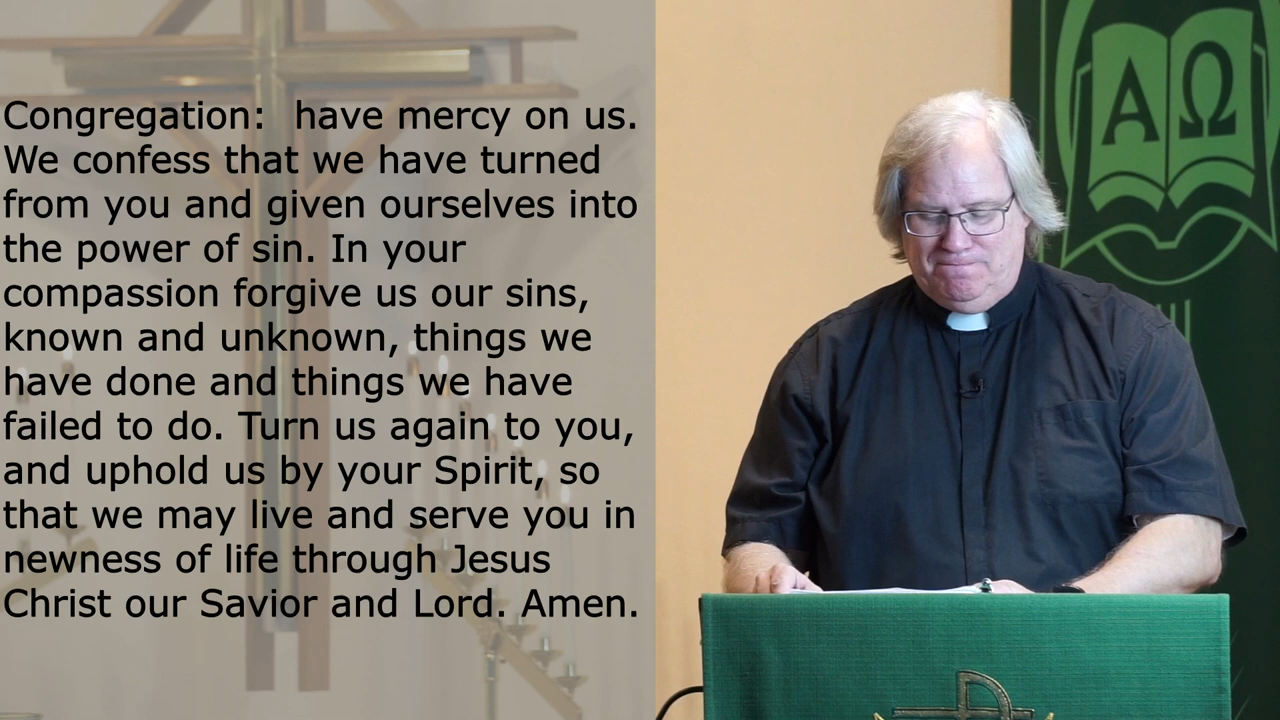 Congregation:  have mercy on us.
We confess that we have turned
from you and given ourselves into
the power of sin. In your
compassion forgive us our sins,
known and unknown, things we
have done and things we have
failed to do. Turn us again to you,
and uphold us by your Spirit, so
that we may live and serve you in
newness of life through Jesus
Christ our Savior and Lord. Amen.
Α Ω